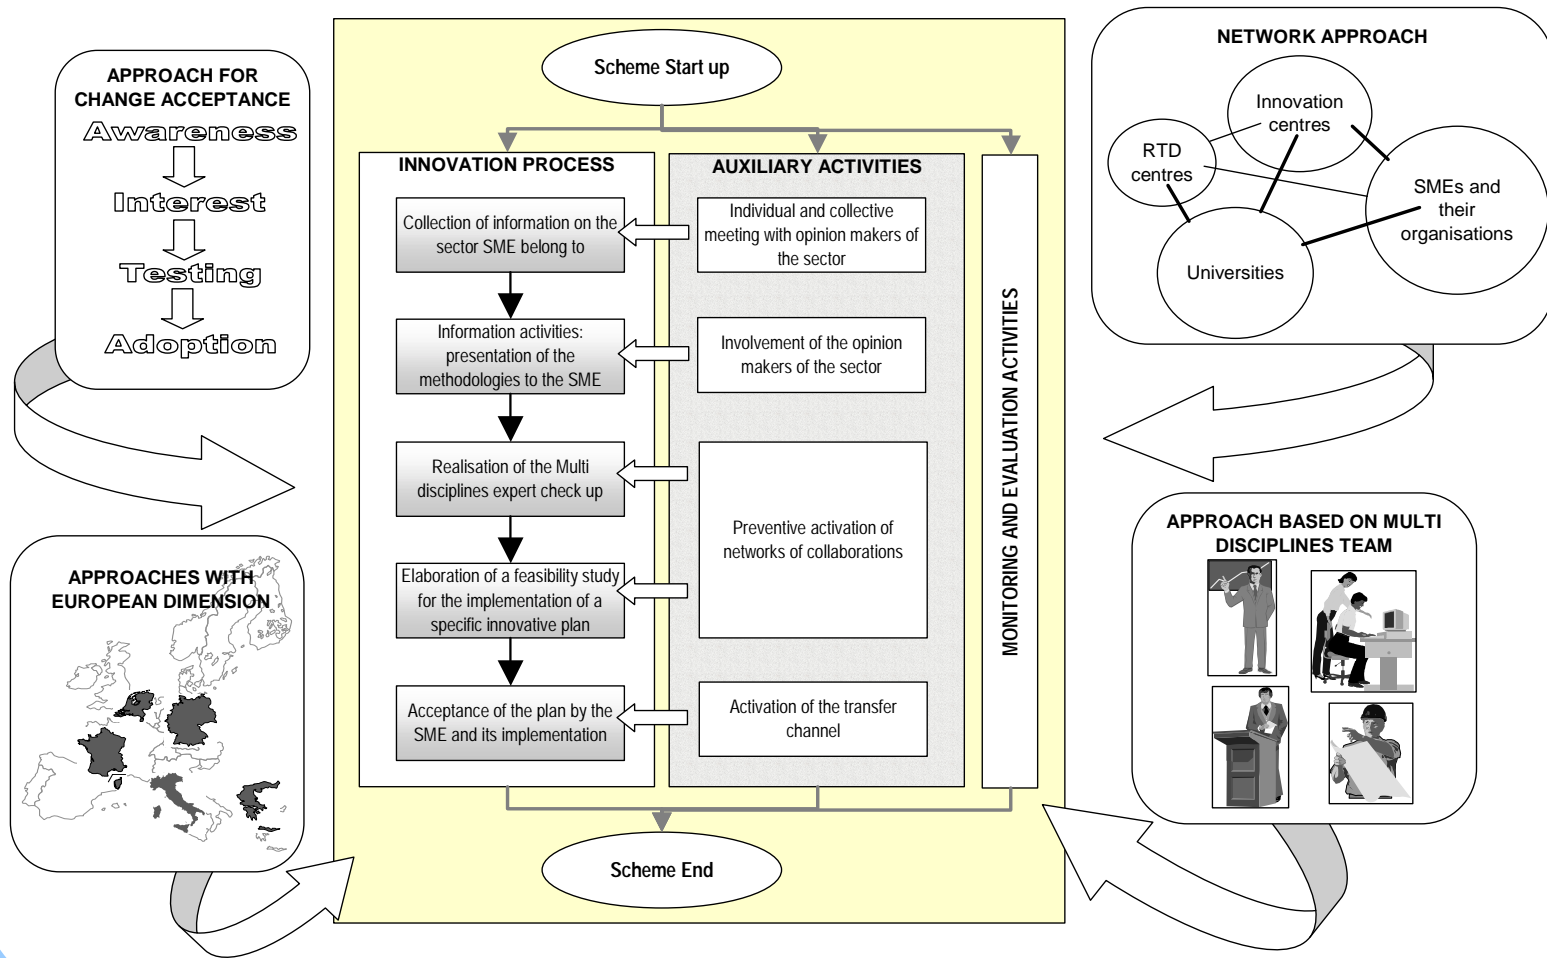 APPROACH FOR
CHANGE ACCEPTANCE
Awareness
Interest
Testing
Adoption
APPROACHES WITH
EUROPEAN DIMENSION
Scheme Start up
INNOVATION PROCESS
Collection of information on the
sector SME belong to
Information activities:
presentation of the
methodologies to the SME
Realisation of the Multi
disciplines expert check up
Elaboration of a feasibility study
for the implementation of a
specific innovative plan
Acceptance of the plan by the
SME and its implementation
AUXILIARY ACTIVITIES
Individual and collective
meeting with opinion makers of
the sector
Involvement of the opinion
makers of the sector
Preventive activation of
networks of collaborations
Activation of the transfer
channel
MONITORING AND EVALUATION ACTIVITIES
Scheme End
NETWORK APPROACH
Innovation
centres
RTD
centres
SMEs and
their
organisations
Universities
APPROACH BASED ON MULTI
DISCIPLINES TEAM